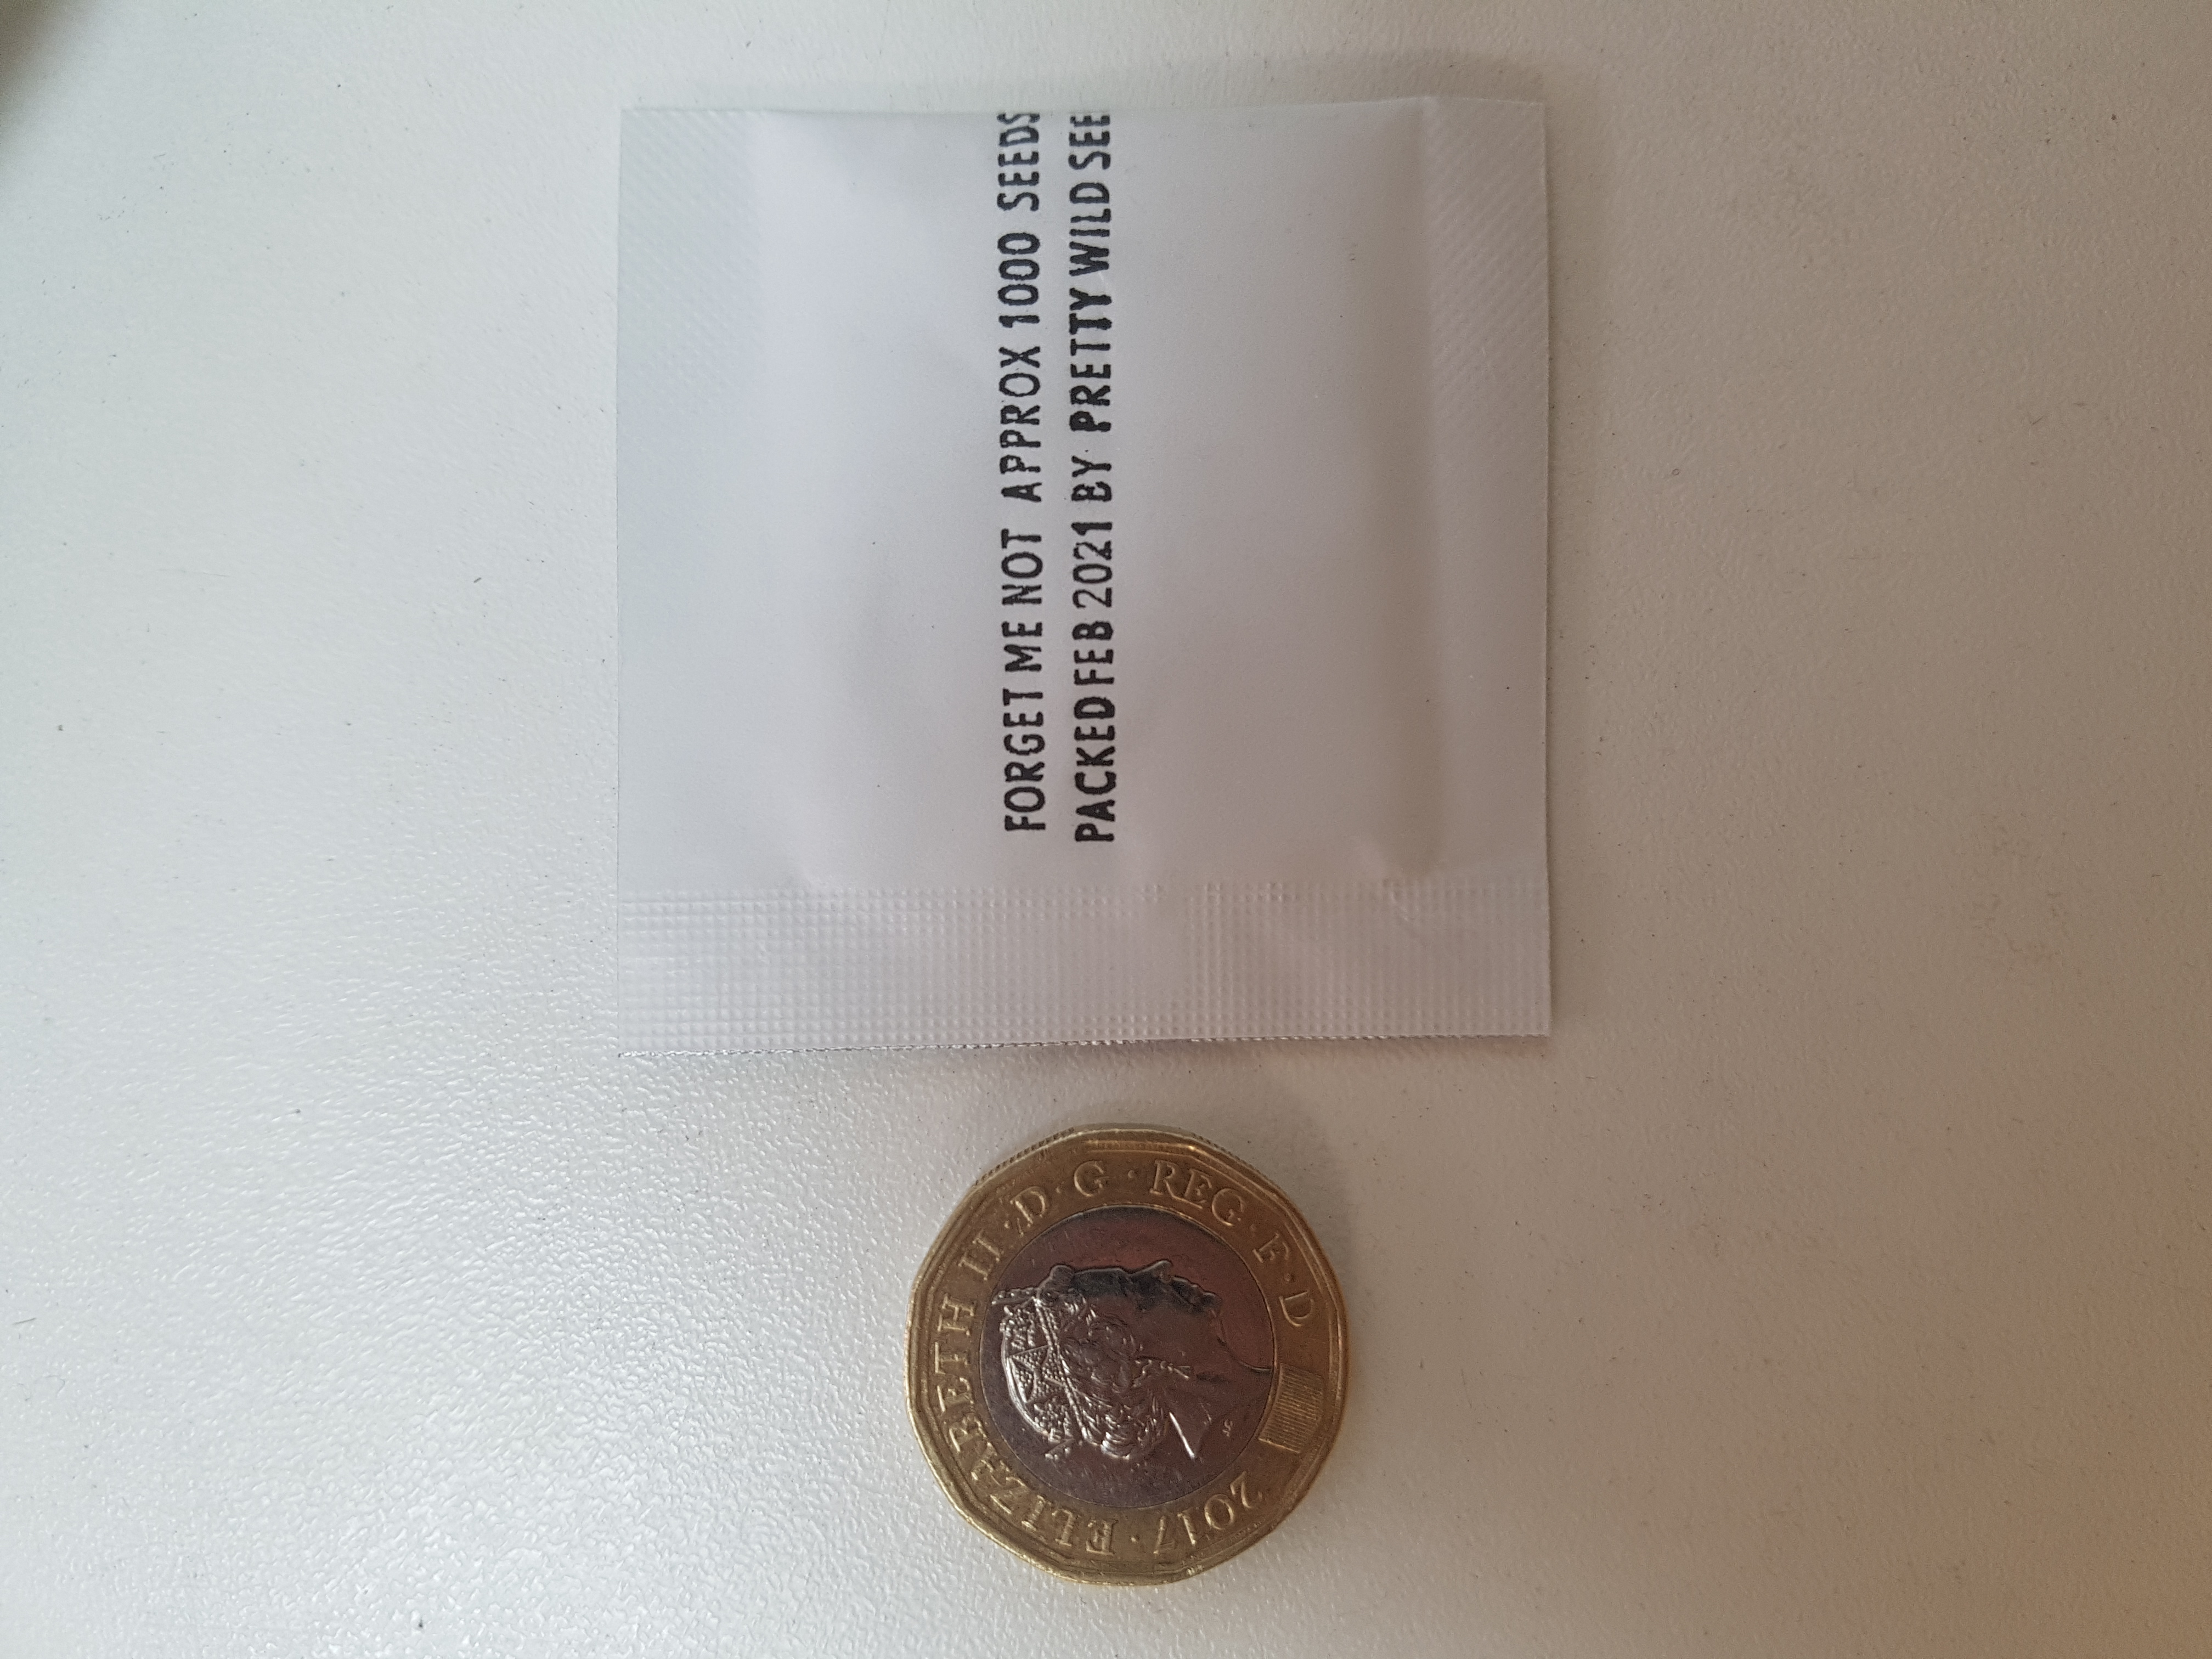 FORGET ME NOT APPROX 1000 SEEDS
PACKED FEB 2021 BY PRETTY WILD SEE
ELIZABETH II · D · G · REG · F · D
2017